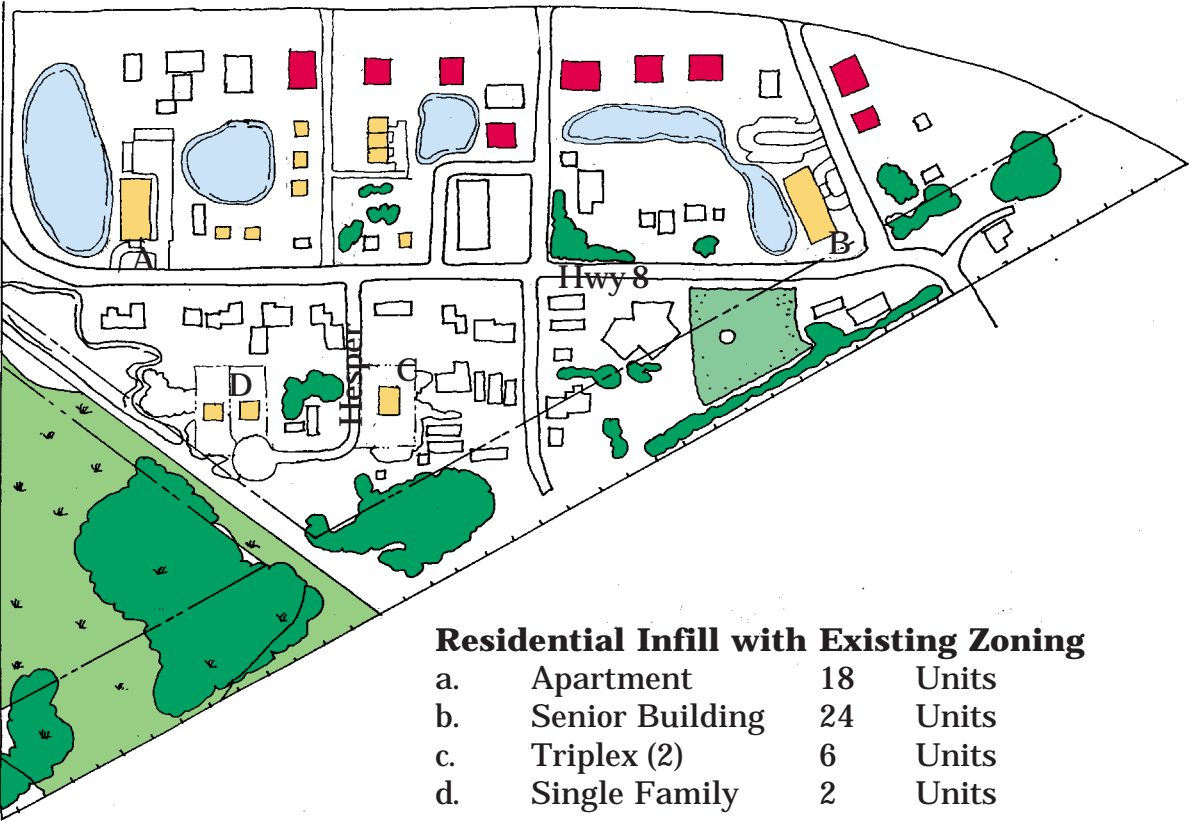 A
B
Hwy 8
Hesper
C
D
Residential Infill with Existing Zoning
a. Apartment 18 Units
b. Senior Building 24 Units
c. Triplex (2) 6 Units
d. Single Family 2 Units